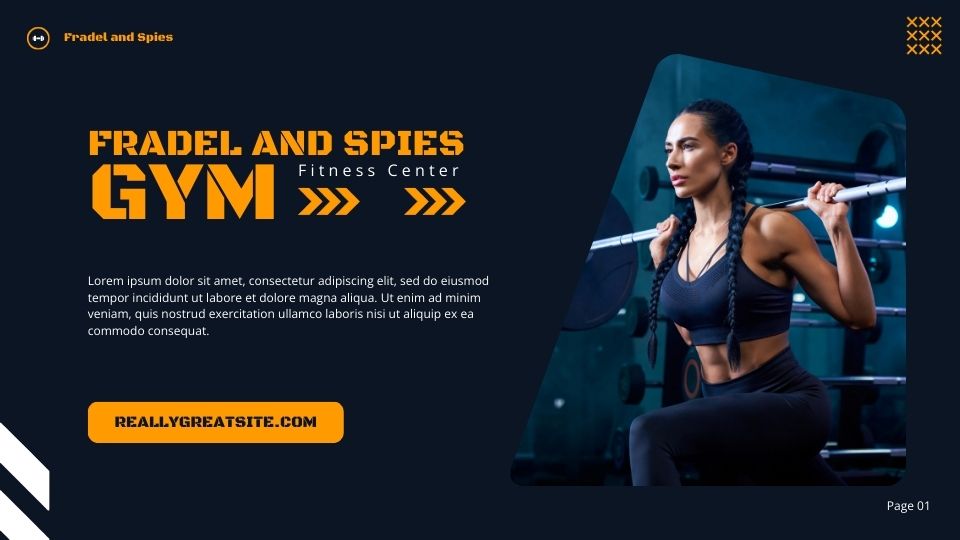 Fradel and Spies
FRADEL AND SPIES
GYM
Fitness Center
Lorem ipsum dolor sit amet, consectetur adipiscing elit, sed do eiusmod
tempor incididunt ut labore et dolore magna aliqua. Ut enim ad minim
veniam, quis nostrud exercitation ullamco laboris nisi ut aliquip ex ea
commodo consequat.
REALLYGREATSITE.COM
Page 01